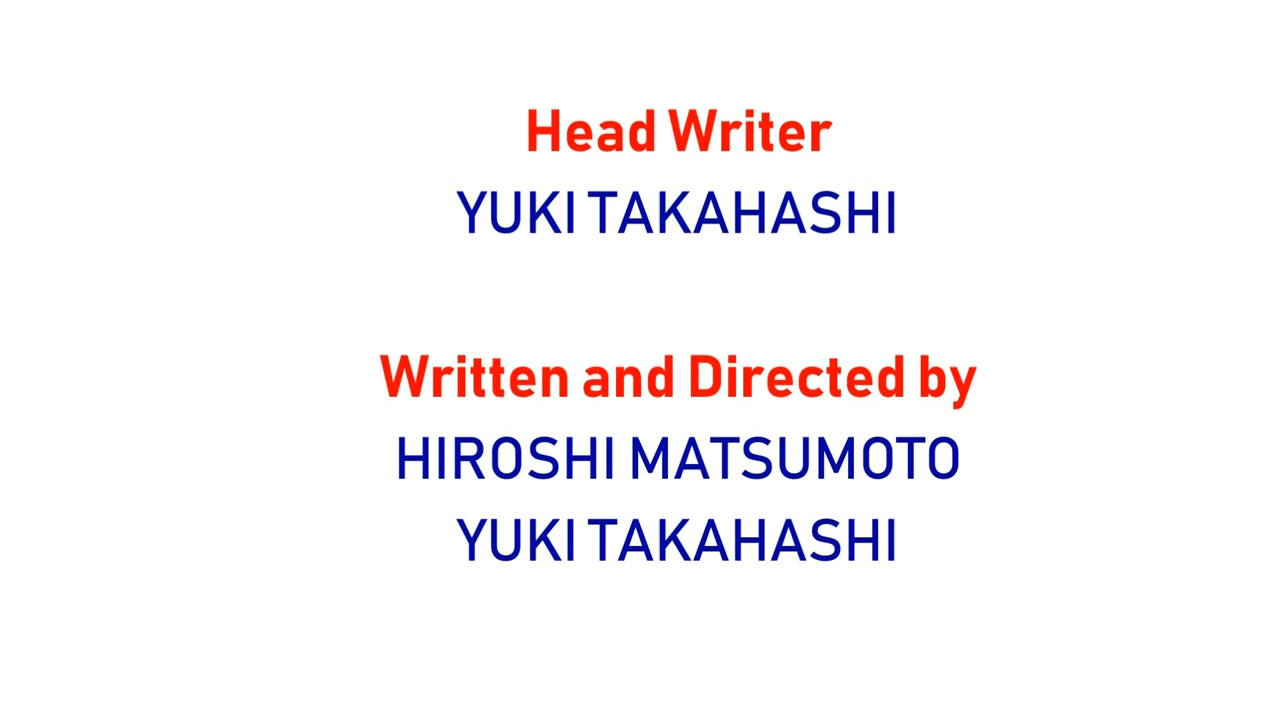 Head Writer
YUKI TAKAHASHI
Written and Directed by
HIROSHI MATSUMOTO
YUKI TAKAHASHI